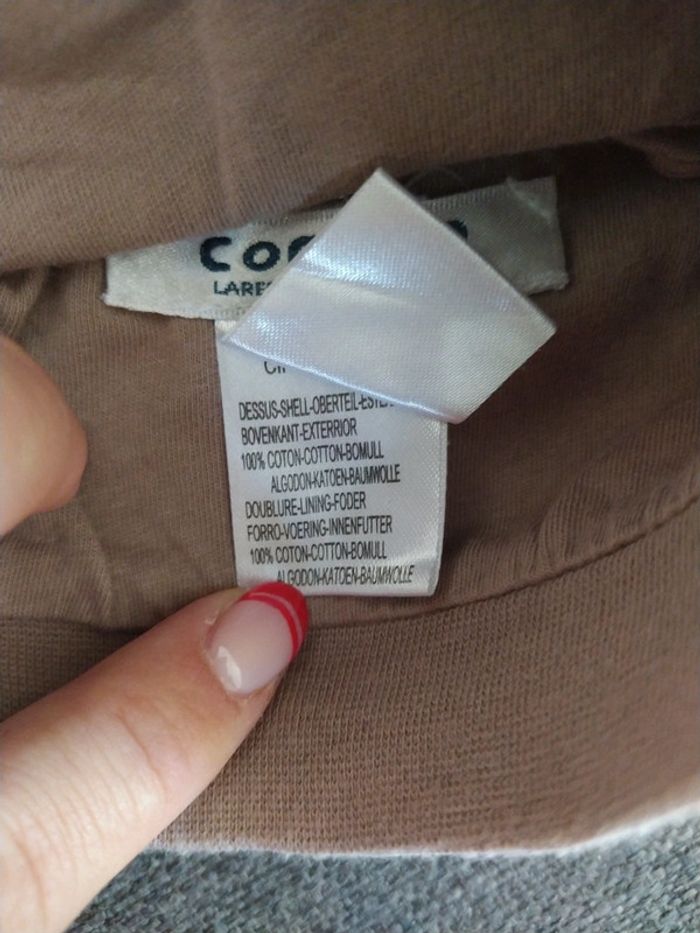 LARE
DESSUS-SHELL-OBERTEIL-
BOVENKANT-EXTERRIOR
100% COTON-COTTON-BOMULL
ALGODON-KATOEN-BAUMWOLLE
DOUBLURE-LINING-FODER
FORRO-VOERING-INNENFUTTER
100% COTON-COTTON-BOMULL
ALGODON-KATOEN-BAUMWOLLE